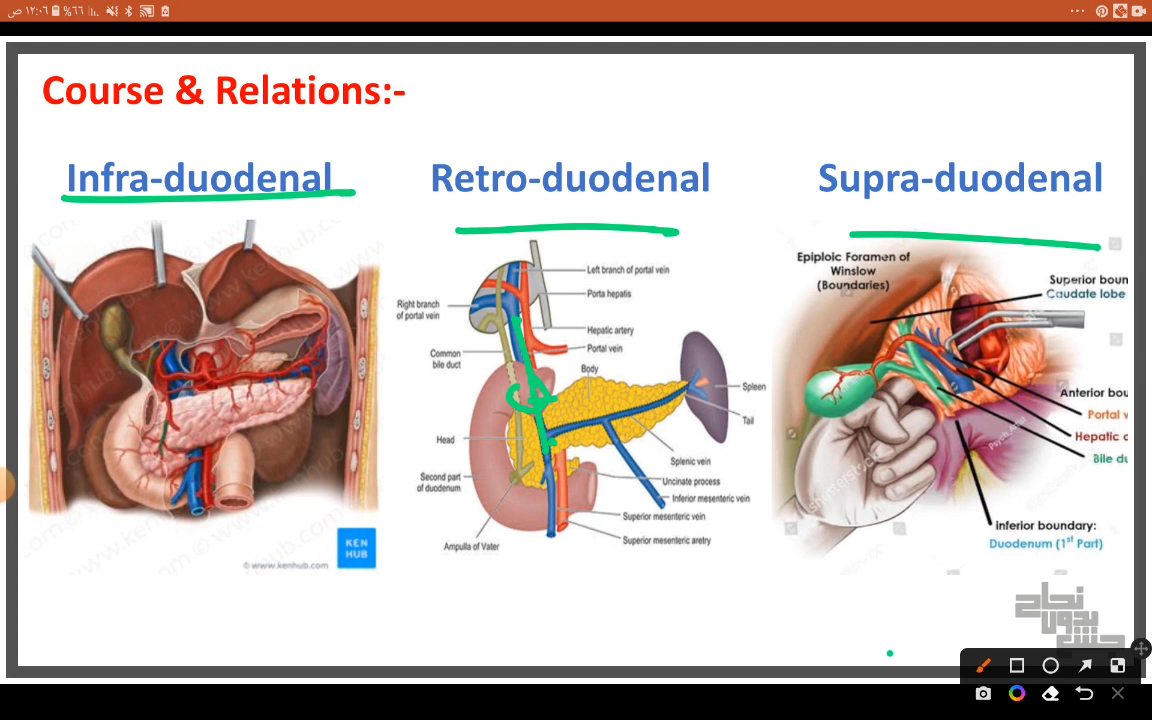 ١٢:٠٦ ص
٦٦%
Course & Relations:-
Infra-duodenal
Retro-duodenal
Supra-duodenal
KEN
HUB
© www.kenhub.com
Left branch of portal vein
Porta hepatis
Right branch
of portal vein
Hepatic artery
Portal vein
Common
bile duct
Body
Spleen
Tail
Head
Splenic vein
Second part
of duodenum
Uncinate process
Inferior mesenteric vein
Superior mesenteric vein
Superior mesenteric aretry
Ampulla of Vater
Epiploic Foramen of
Winslow
(Boundaries)
Superior boun
Caudate lobe
Anterior bou
Portal v
Hepatic
Bile du
Inferior boundary:
Duodenum (1st Part)
shutterstock
نجاح
بدون